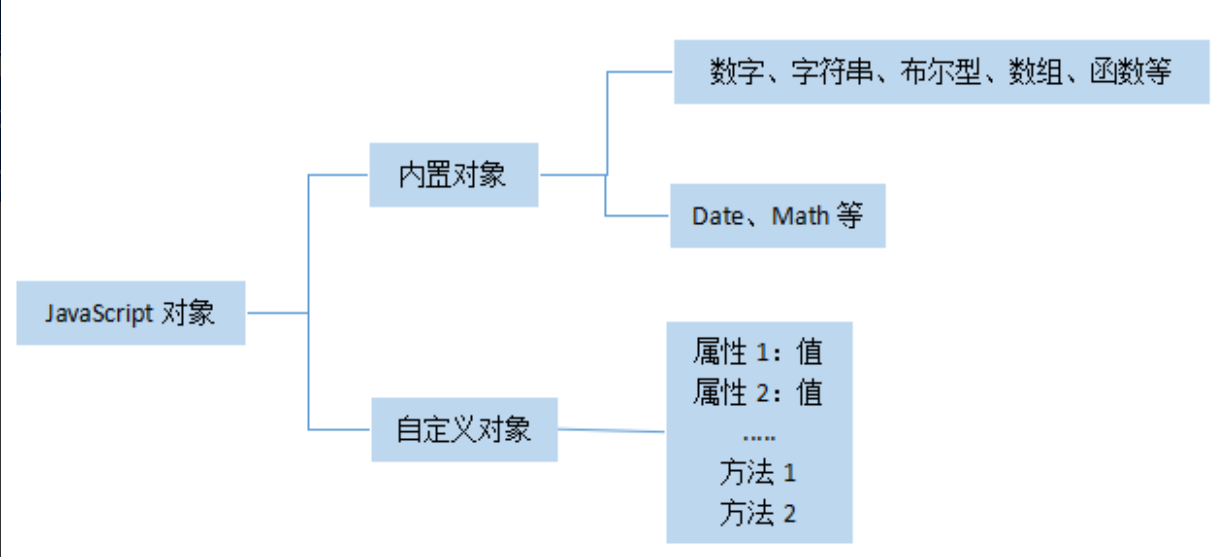 数字、字符串、布尔型、数组、函数等
内置对象
Date、Math 等
JavaScript 对象
属性 1：值
属性 2：值
自定义对象
.....
方法 1
方法 2